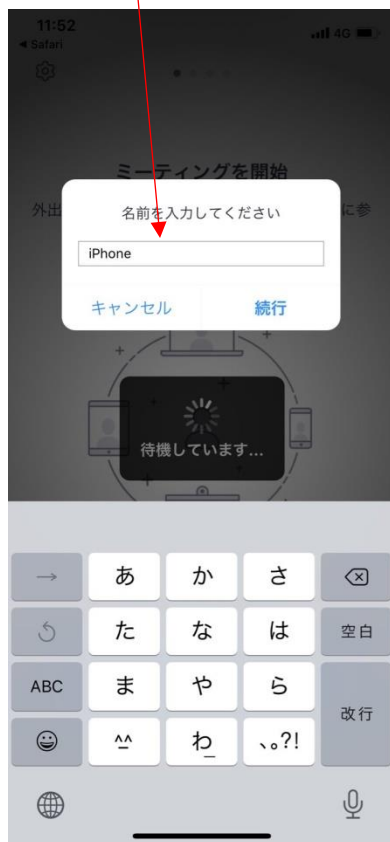 11:52
4G
◀ Safari
ミーティングを開始
外出
に参
名前を入力してください
iPhone
キャンセル
続行
待機しています...
→
あ
か
さ
た
な
は
空白
ABC
ま
や
ら
改行
^^
わ
、。?!